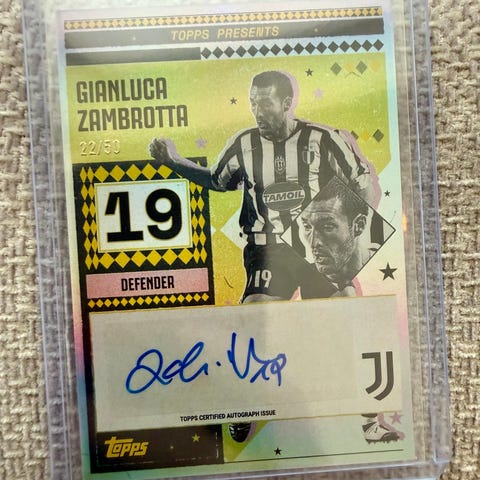 TOPPS PRESENTS
GIANLUCA
ZAMBROTTA
22/50
19
DEFENDER
TAMOIL
19
TOPPS CERTIFIED AUTOGRAPH ISSUE
topps